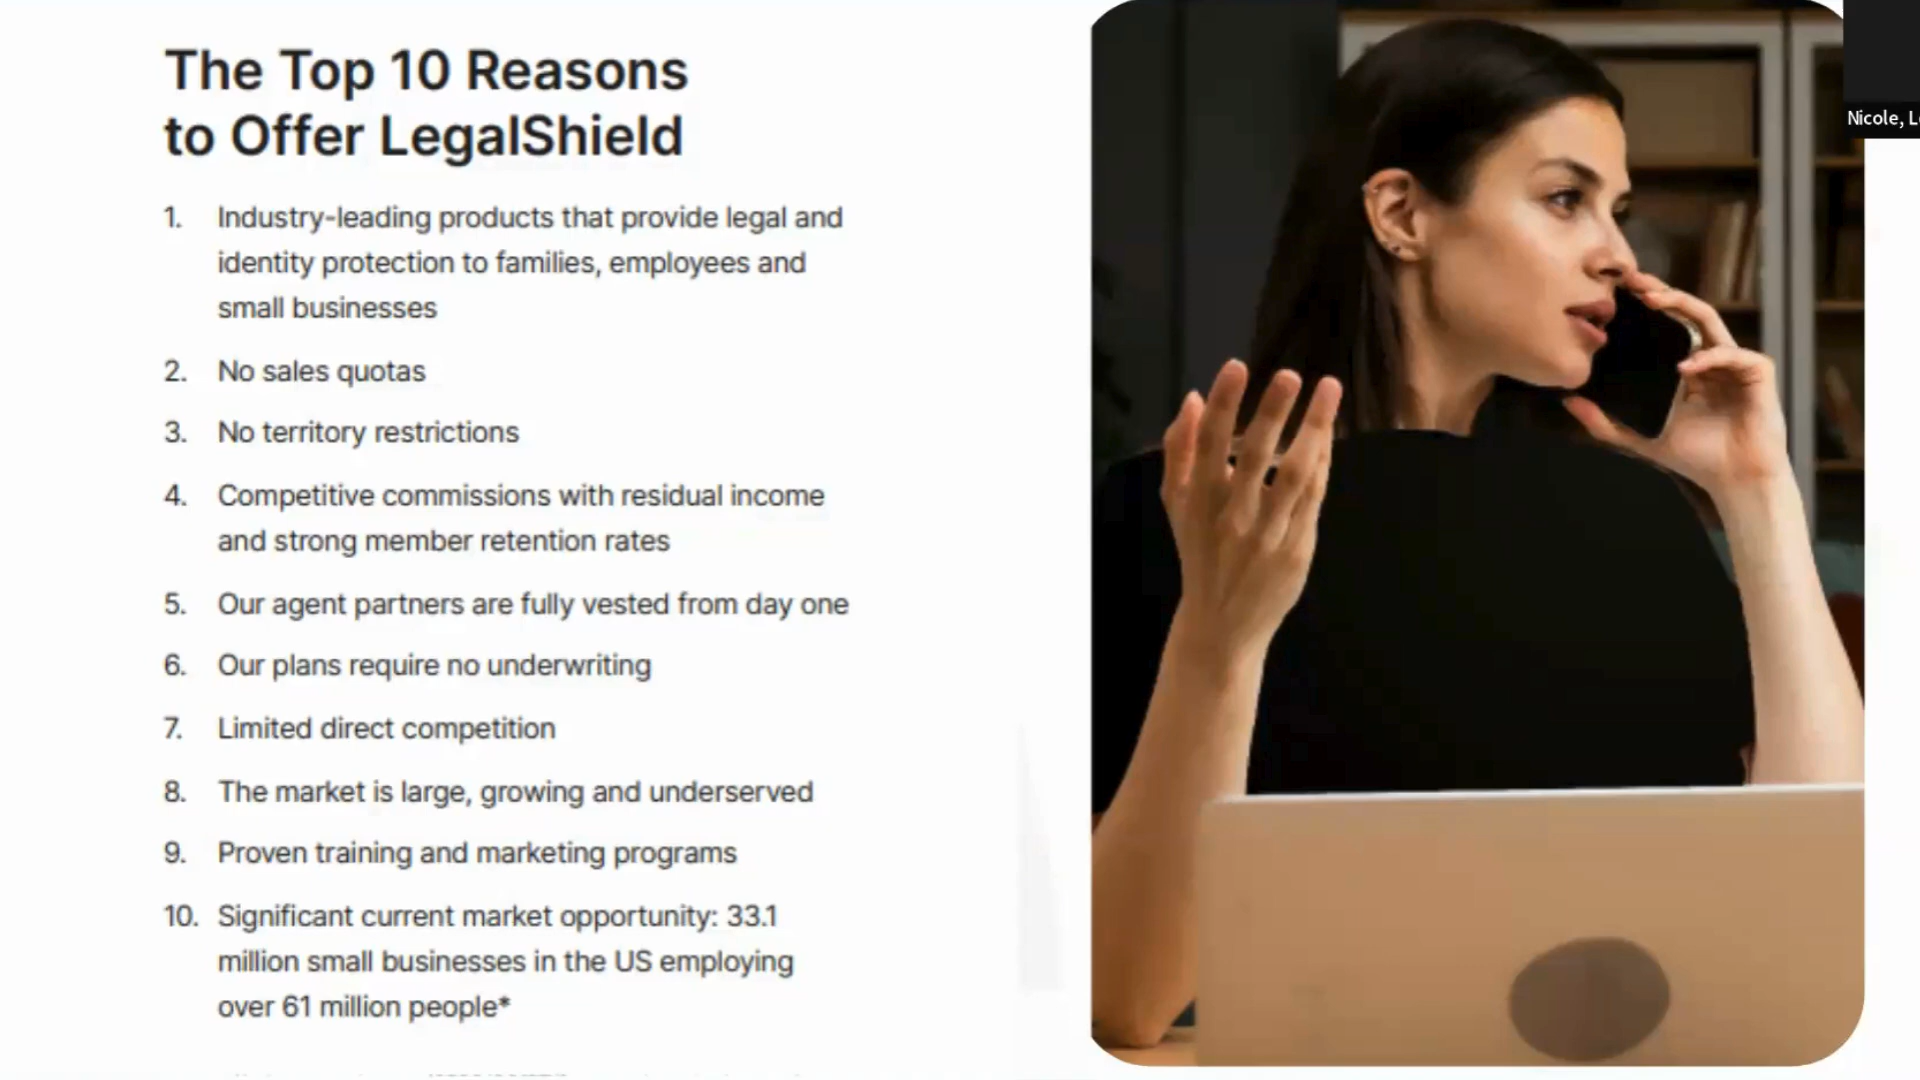 The Top 10 Reasons
to Offer LegalShield
1. Industry-leading products that provide legal and
identity protection to families, employees and
small businesses
2. No sales quotas
3. No territory restrictions
4. Competitive commissions with residual income
and strong member retention rates
5. Our agent partners are fully vested from day one
6. Our plans require no underwriting
7. Limited direct competition
8. The market is large, growing and underserved
9. Proven training and marketing programs
10. Significant current market opportunity: 33.1
million small businesses in the US employing
over 61 million people*
Nicole,